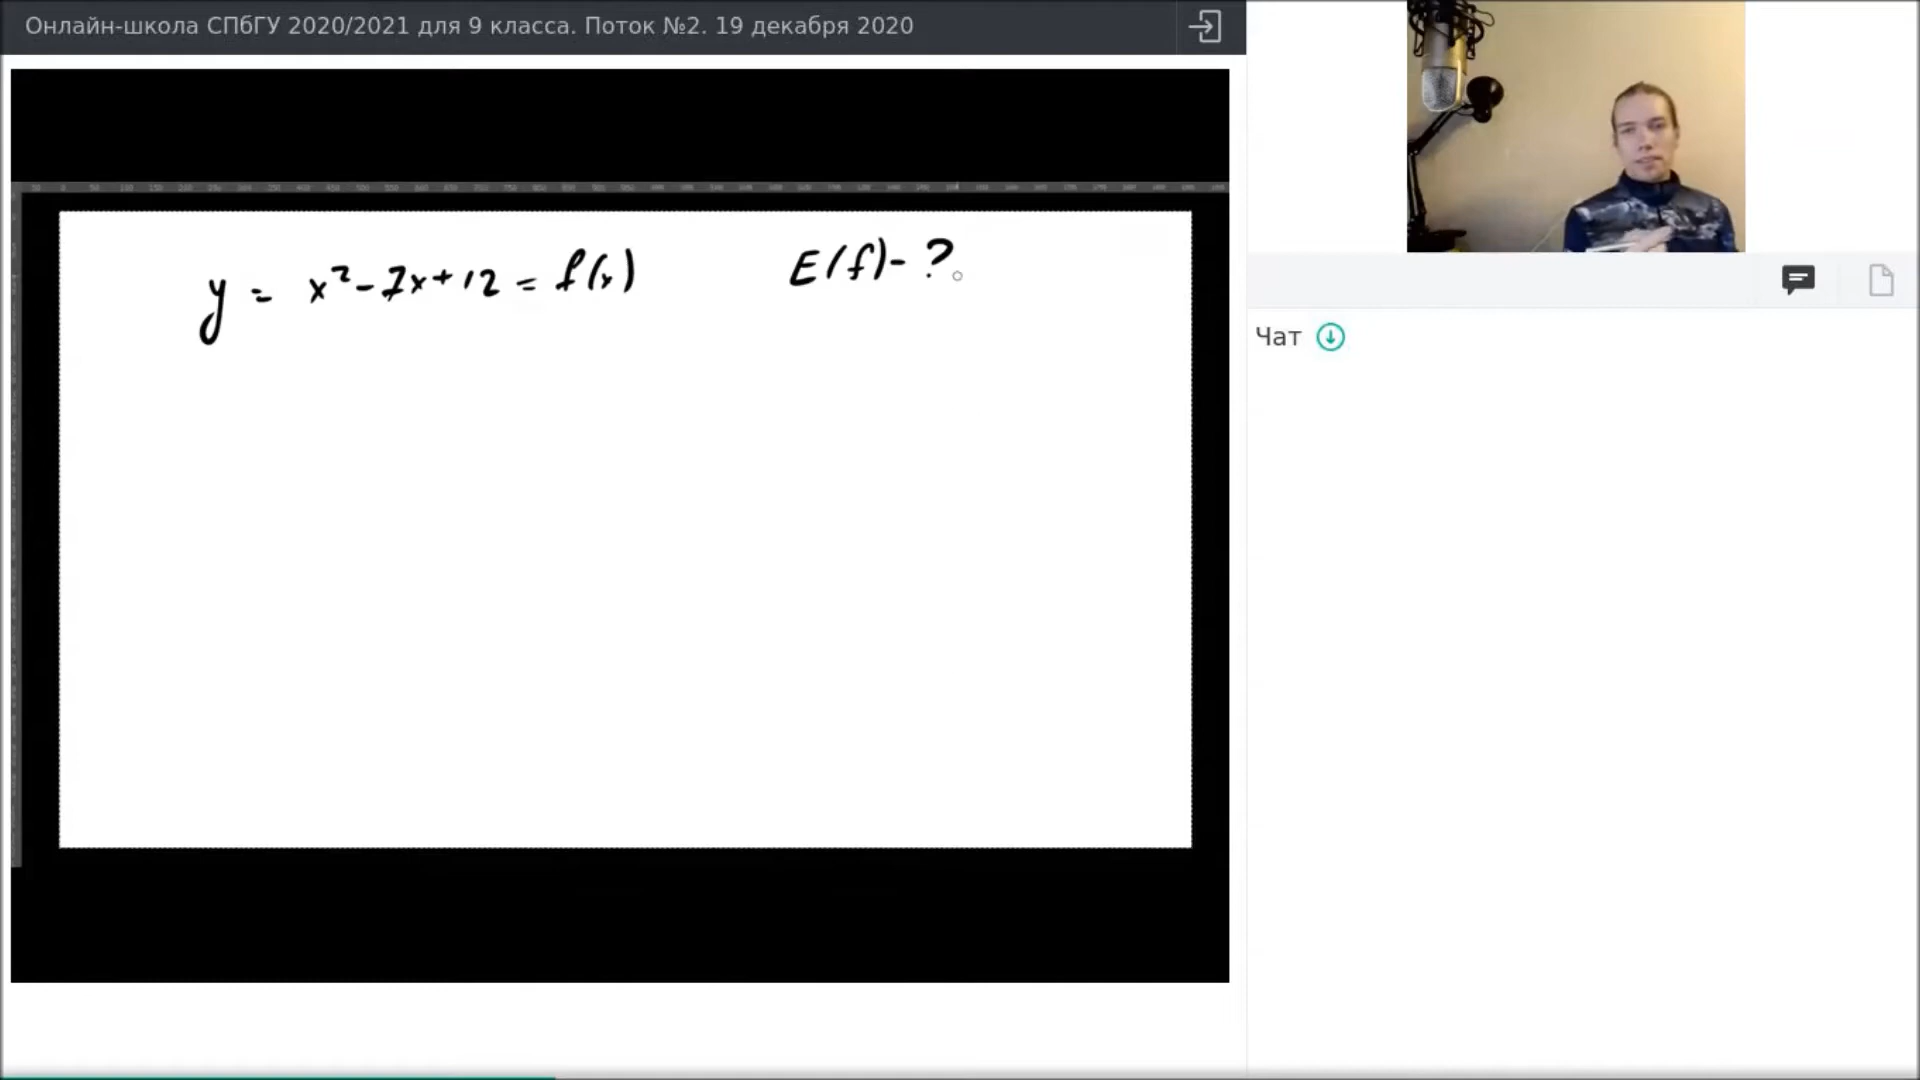 Онлайн-школа СПбГУ 2020/2021 для 9 класса. Поток №2. 19 декабря 2020
y = x²-7x+12 = f(x) E(f)-?
Чат